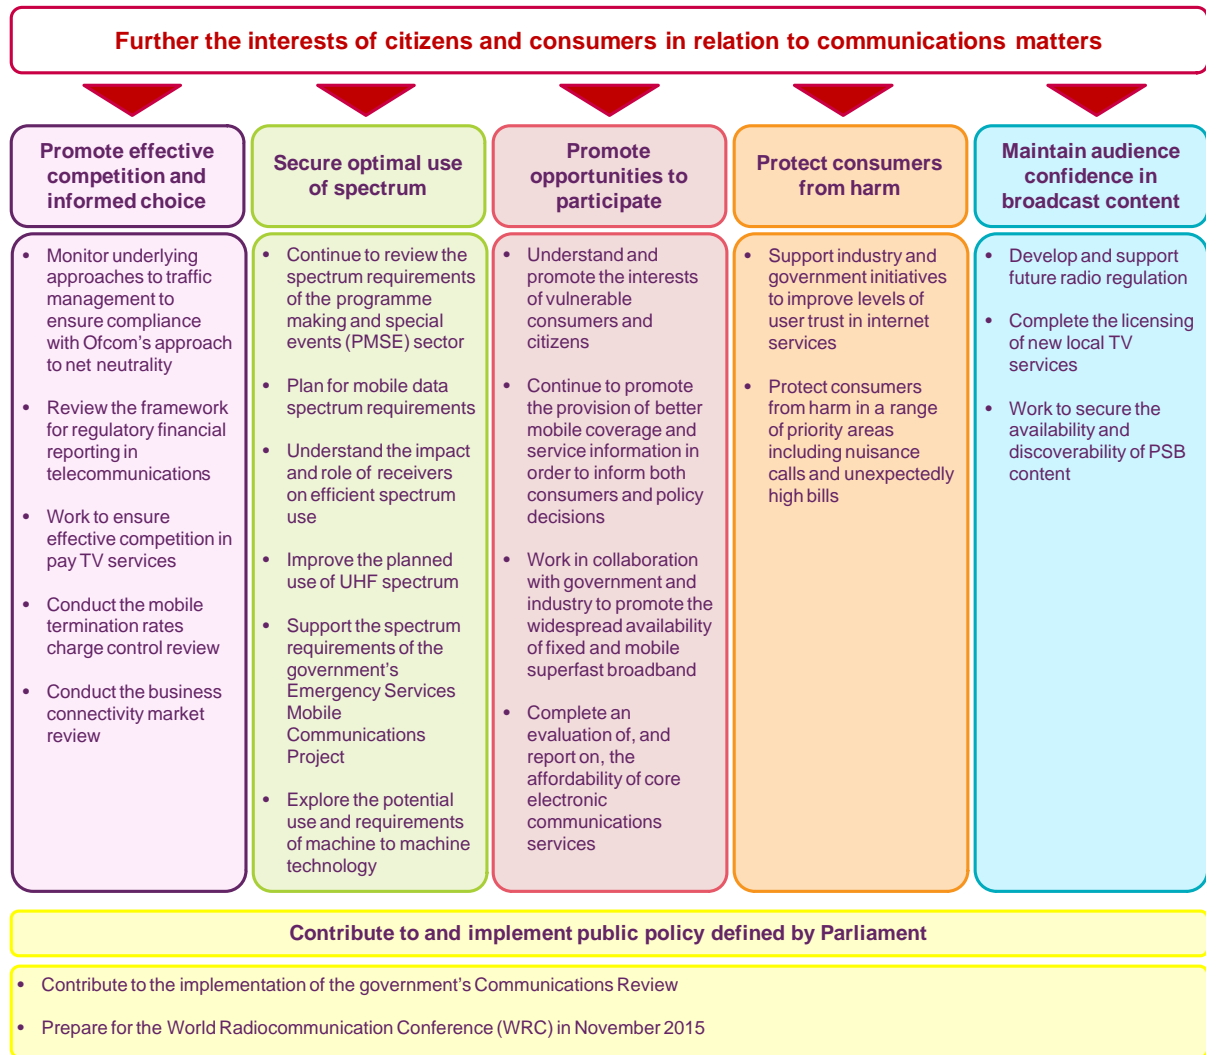 Further the interests of citizens and consumers in relation to communications matters
Promote effective
competition and
informed choice
• Monitor underlying
approaches to traffic
management to
ensure compliance
with Ofcom's approach
to net neutrality
• Review the framework
for regulatory financial
reporting in
telecommunications
• Work to ensure
effective competition in
pay TV services
• Conduct the mobile
termination rates
charge control review
• Conduct the business
connectivity market
review
Secure optimal use
of spectrum
• Continue to review the
spectrum requirements
of the programme
making and special
events (PMSE) sector
• Plan for mobile data
spectrum requirements
• Understand the impact
and role of receivers
on efficient spectrum
use
• Improve the planned
use of UHF spectrum
• Support the spectrum
requirements of the
government's
Emergency Services
Mobile
Communications
Project
• Explore the potential
use and requirements
of machine to machine
technology
Promote
opportunities to
participate
• Understand and
promote the interests
of vulnerable
consumers and
citizens
• Continue to promote
the provision of better
mobile coverage and
service information in
order to inform both
consumers and policy
decisions
• Work in collaboration
with government and
industry to promote the
widespread availability
of fixed and mobile
superfast broadband
• Complete an
evaluation of, and
report on, the
affordability of core
electronic
communications
services
Protect consumers
from harm
• Support industry and
government initiatives
to improve levels of
user trust in internet
services
• Protect consumers
from harm in a range
of priority areas
including nuisance
calls and unexpectedly
high bills
Maintain audience
confidence in
broadcast content
• Develop and support
future radio regulation
• Complete the licensing
of new local TV
services
• Work to secure the
availability and
discoverability of PSB
content
Contribute to and implement public policy defined by Parliament
• Contribute to the implementation of the government's Communications Review
• Prepare for the World Radiocommunication Conference (WRC) in November 2015